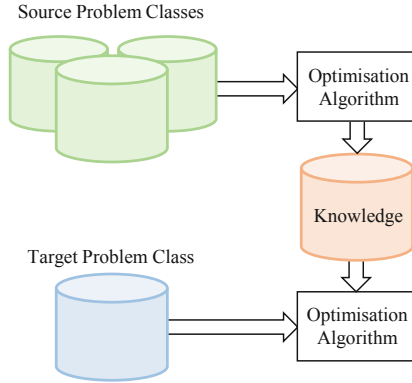 Source Problem Classes
Optimisation
Algorithm
Knowledge
Target Problem Class
Optimisation
Algorithm